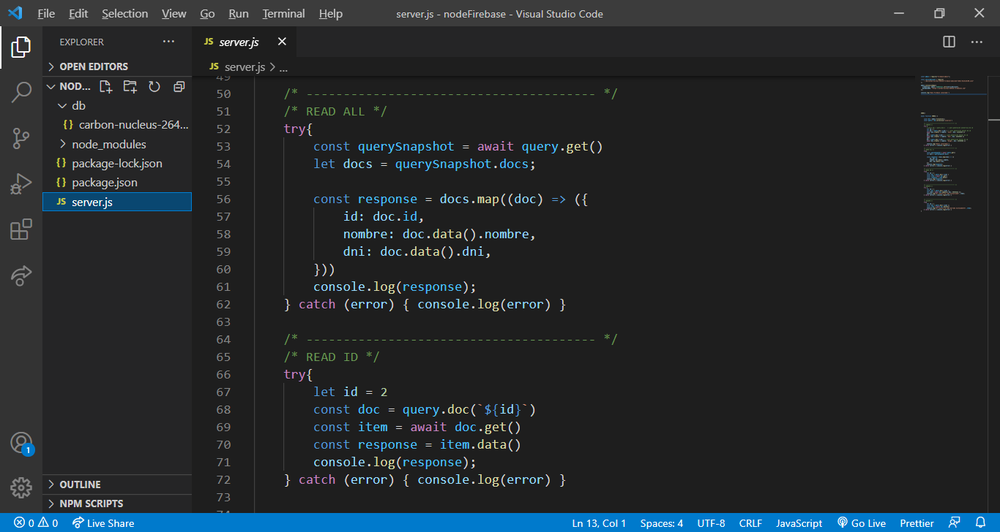 File Edit Selection View Go Run Terminal Help server.js - nodeFirebase - Visual Studio Code
EXPLORER
JS server.js
OPEN EDITORS
JS server.js > ...
NOD...
db
{} carbon-nucleus-264...
node_modules
{} package-lock.json
{} package.json
JS server.js
49
50 /* --------------------------------------- */
51 /* READ ALL */
52 try{
53 const querySnapshot = await query.get()
54 let docs = querySnapshot.docs;
55
56 const response = docs.map((doc) => ({
57 id: doc.id,
58 nombre: doc.data().nombre,
59 dni: doc.data().dni,
60 }))
61 console.log(response);
62 } catch (error) { console.log(error) }
63
64 /* --------------------------------------- */
65 /* READ ID */
66 try{
67 let id = 2
68 const doc = query.doc(`${id}`)
69 const item = await doc.get()
70 const response = item.data()
71 console.log(response);
72 } catch (error) { console.log(error) }
73
1
OUTLINE
NPM SCRIPTS
0 0 Live Share Ln 13, Col 1 Spaces: 4 UTF-8 CRLF JavaScript Go Live Prettier